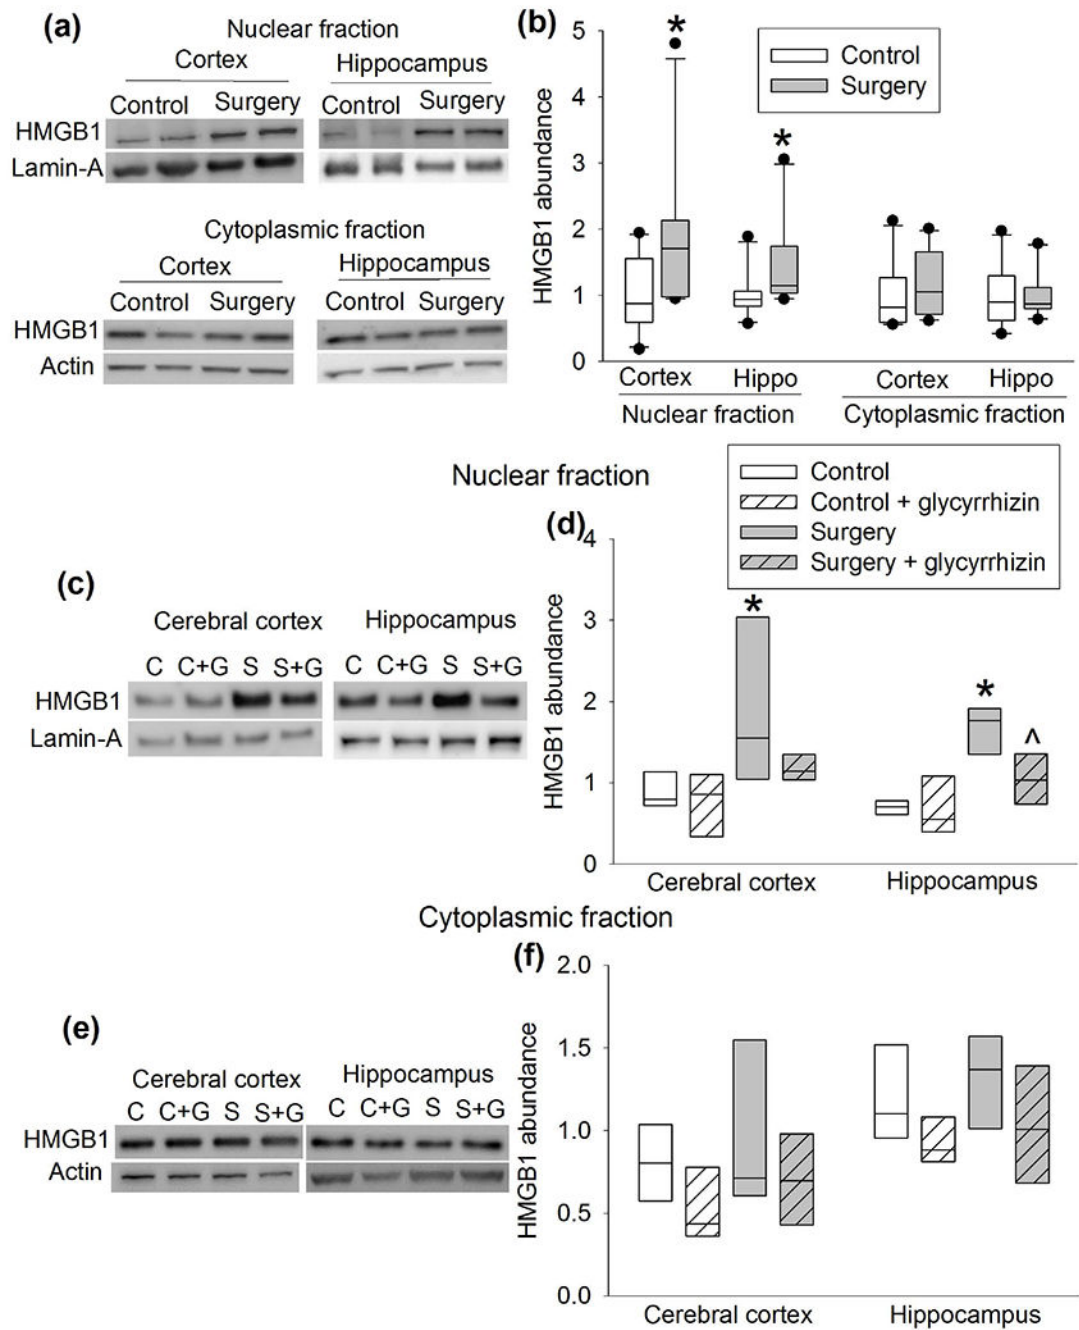 (a)
Nuclear fraction
Cortex
Hippocampus
Control Surgery
Control Surgery
HMGB1
Lamin-A
Cytoplasmic fraction
Cortex
Hippocampus
Control Surgery
Control Surgery
HMGB1
Actin
(b)
Control
Surgery
HMGB1 abundance
5
4
3
2
1
0
*
*
Cortex Hippo Cortex Hippo
Nuclear fraction Cytoplasmic fraction
Nuclear fraction
(c)
Cerebral cortex Hippocampus
C C+G S S+G C C+G S S+G
HMGB1
Lamin-A
(d)
Control
Control + glycyrrhizin
Surgery
Surgery + glycyrrhizin
HMGB1 abundance
4
3
2
1
0
*
*
^
Cerebral cortex Hippocampus
Cytoplasmic fraction
(e)
Cerebral cortex Hippocampus
C C+G S S+G C C+G S S+G
HMGB1
Actin
(f)
HMGB1 abundance
2.0
1.5
1.0
0.5
0.0
Cerebral cortex Hippocampus